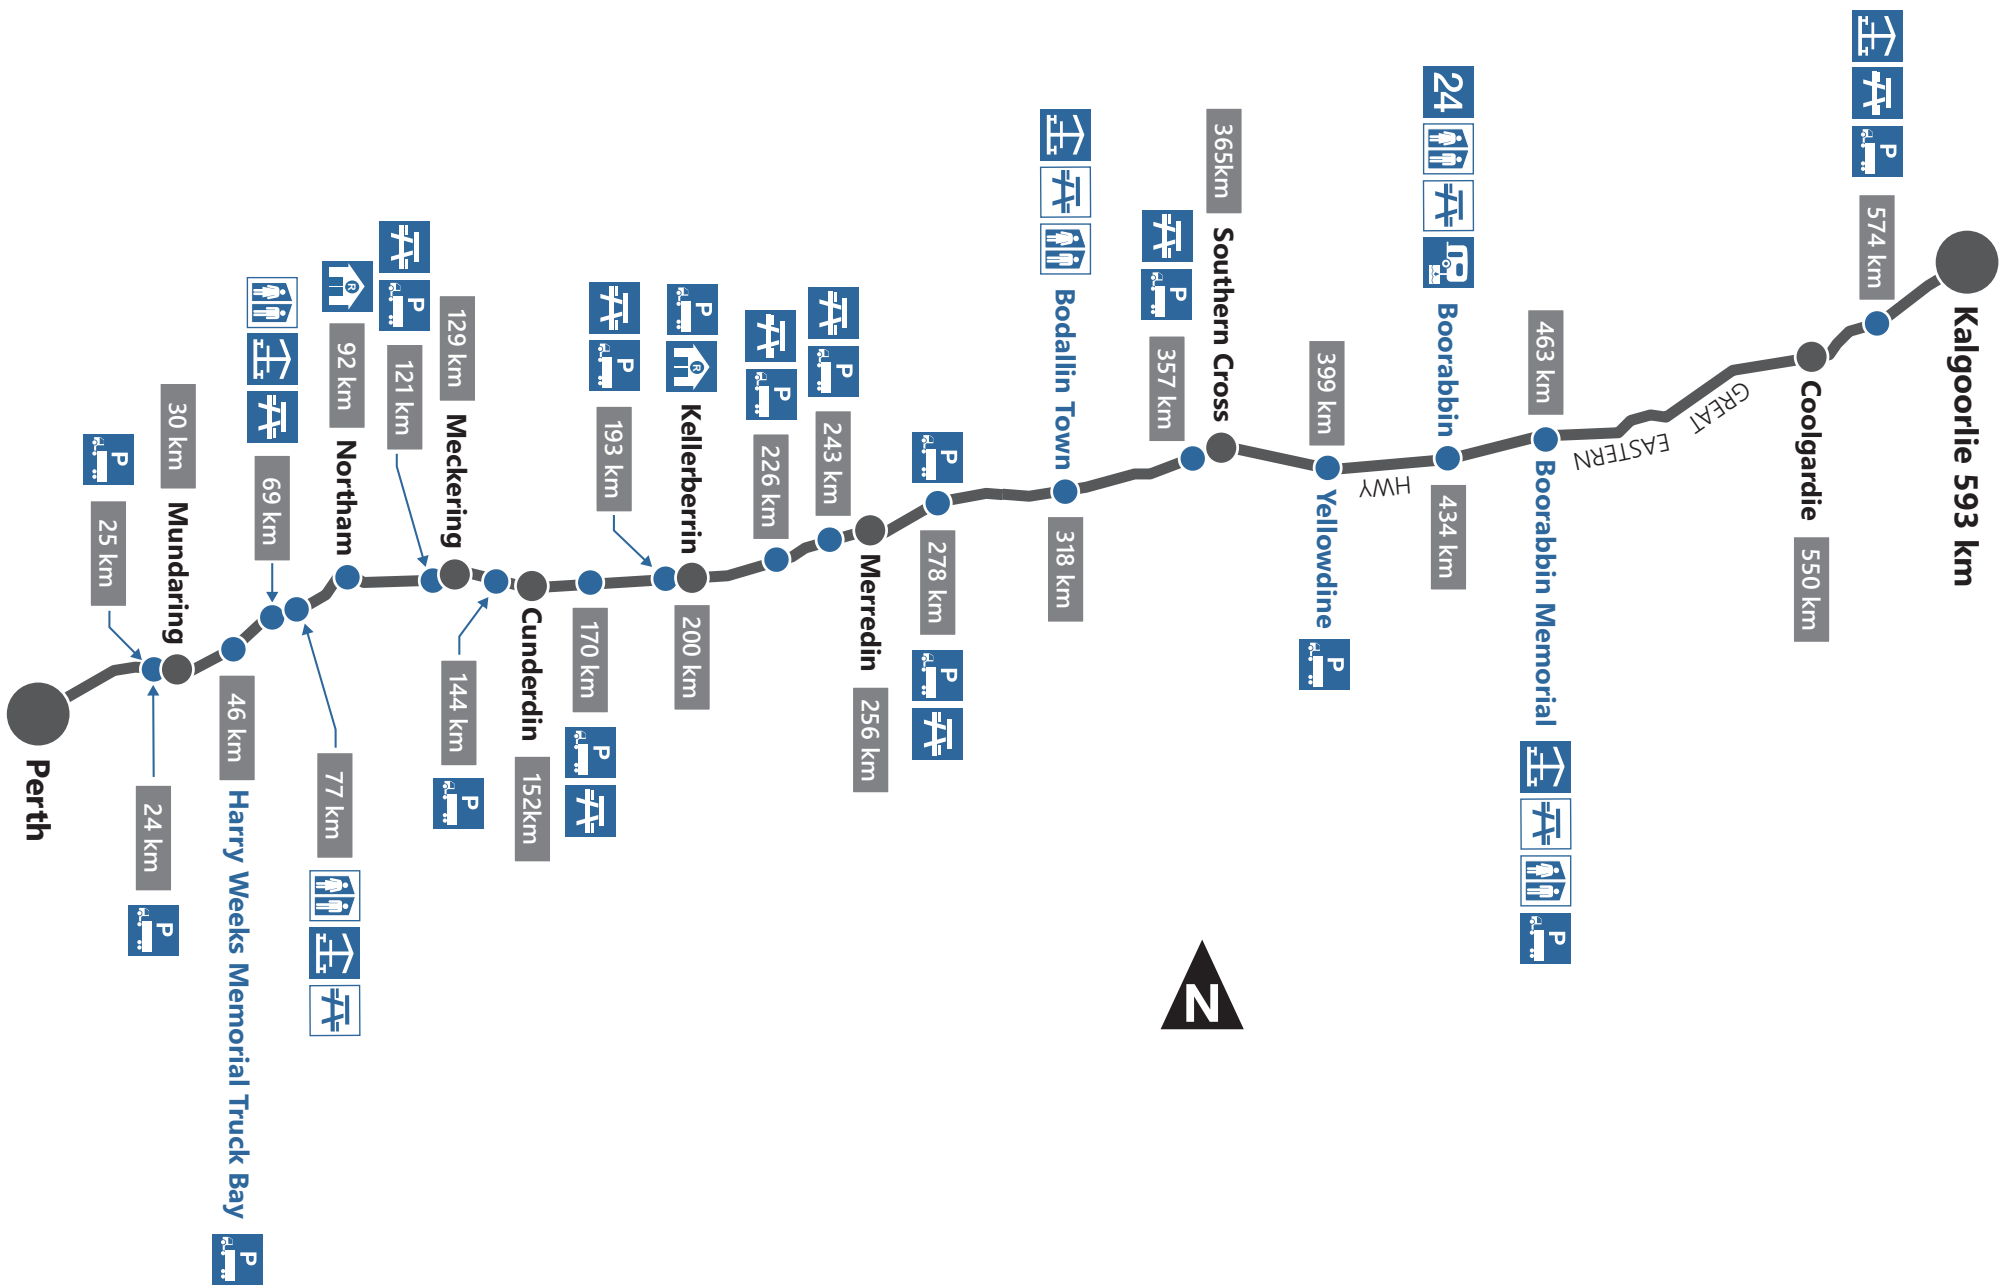 Kalgoorlie 593 km
P
574 km
Coolgardie
550 km
GREAT
EASTERN
HWY
463 km
Boorabbin Memorial
P
24
Boorabbin
434 km
399 km
Yellowdine
P
365km
Southern Cross
P
357 km
Bodallin Town
318 km
P
278 km
P
Merredin
256 km
P
243 km
P
226 km
P
R
Kellerberrin
200 km
P
193 km
170 km
P
Cunderdin
152km
144 km
P
129 km
Meckering
P
121 km
R
92 km
Northam
77 km
69 km
46 km
Harry Weeks Memorial Truck Bay
P
30 km
Mundaring
P
25 km
24 km
P
Perth
N